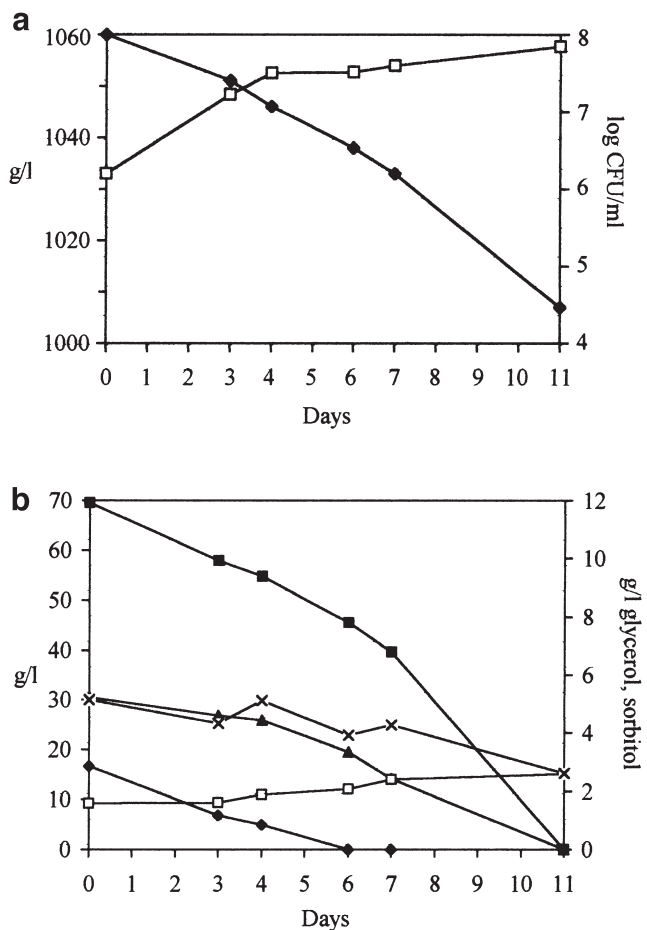 a
1060 8
7
1040
g/l 6 log CFU/ml
1020
5
1000 4
0 1 2 3 4 5 6 7 8 9 10 11
Days
b
70 12
60 10
50 8
40
g/l 6 g/l glycerol, sorbitol
30 4
20
10 2
0 0
0 1 2 3 4 5 6 7 8 9 10 11
Days